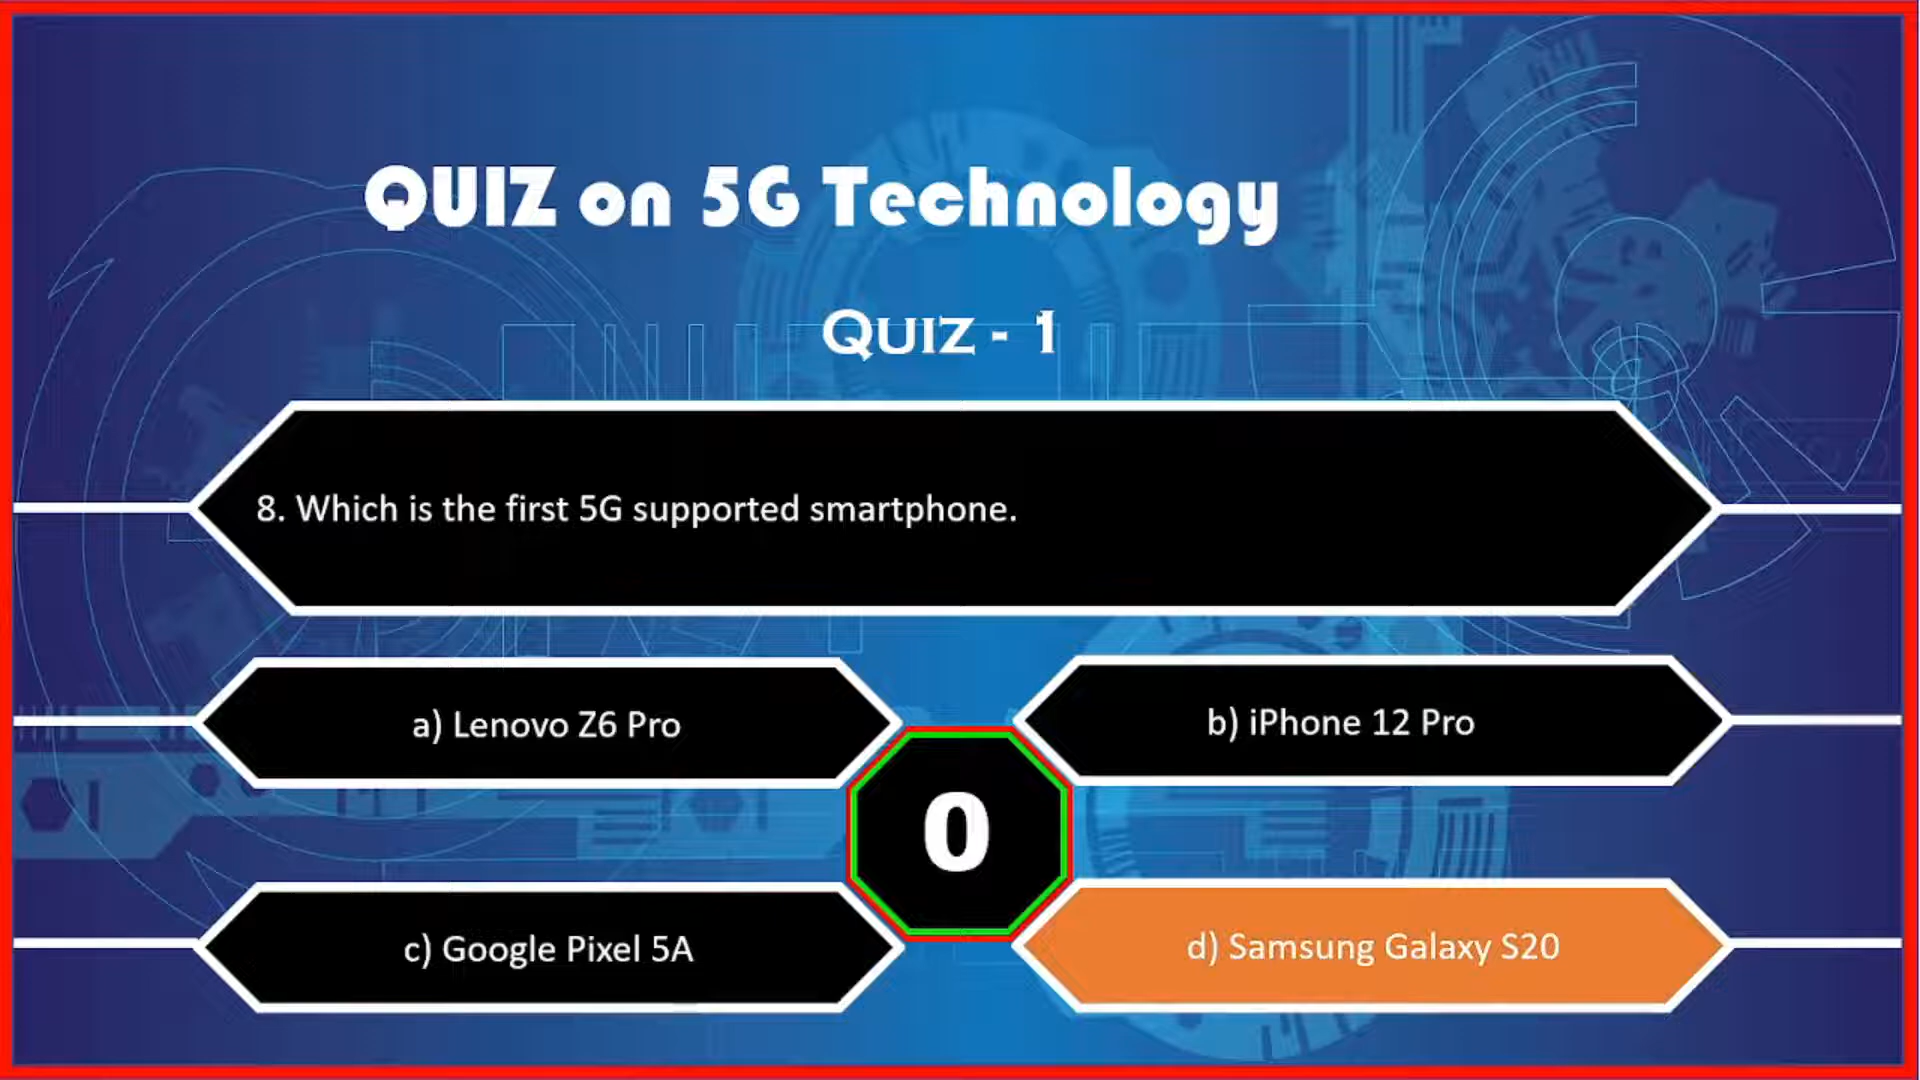 QUIZ on 5G Technology
Quiz - 1
8. Which is the first 5G supported smartphone.
a) Lenovo Z6 Pro
b) iPhone 12 Pro
0
c) Google Pixel 5A
d) Samsung Galaxy S20